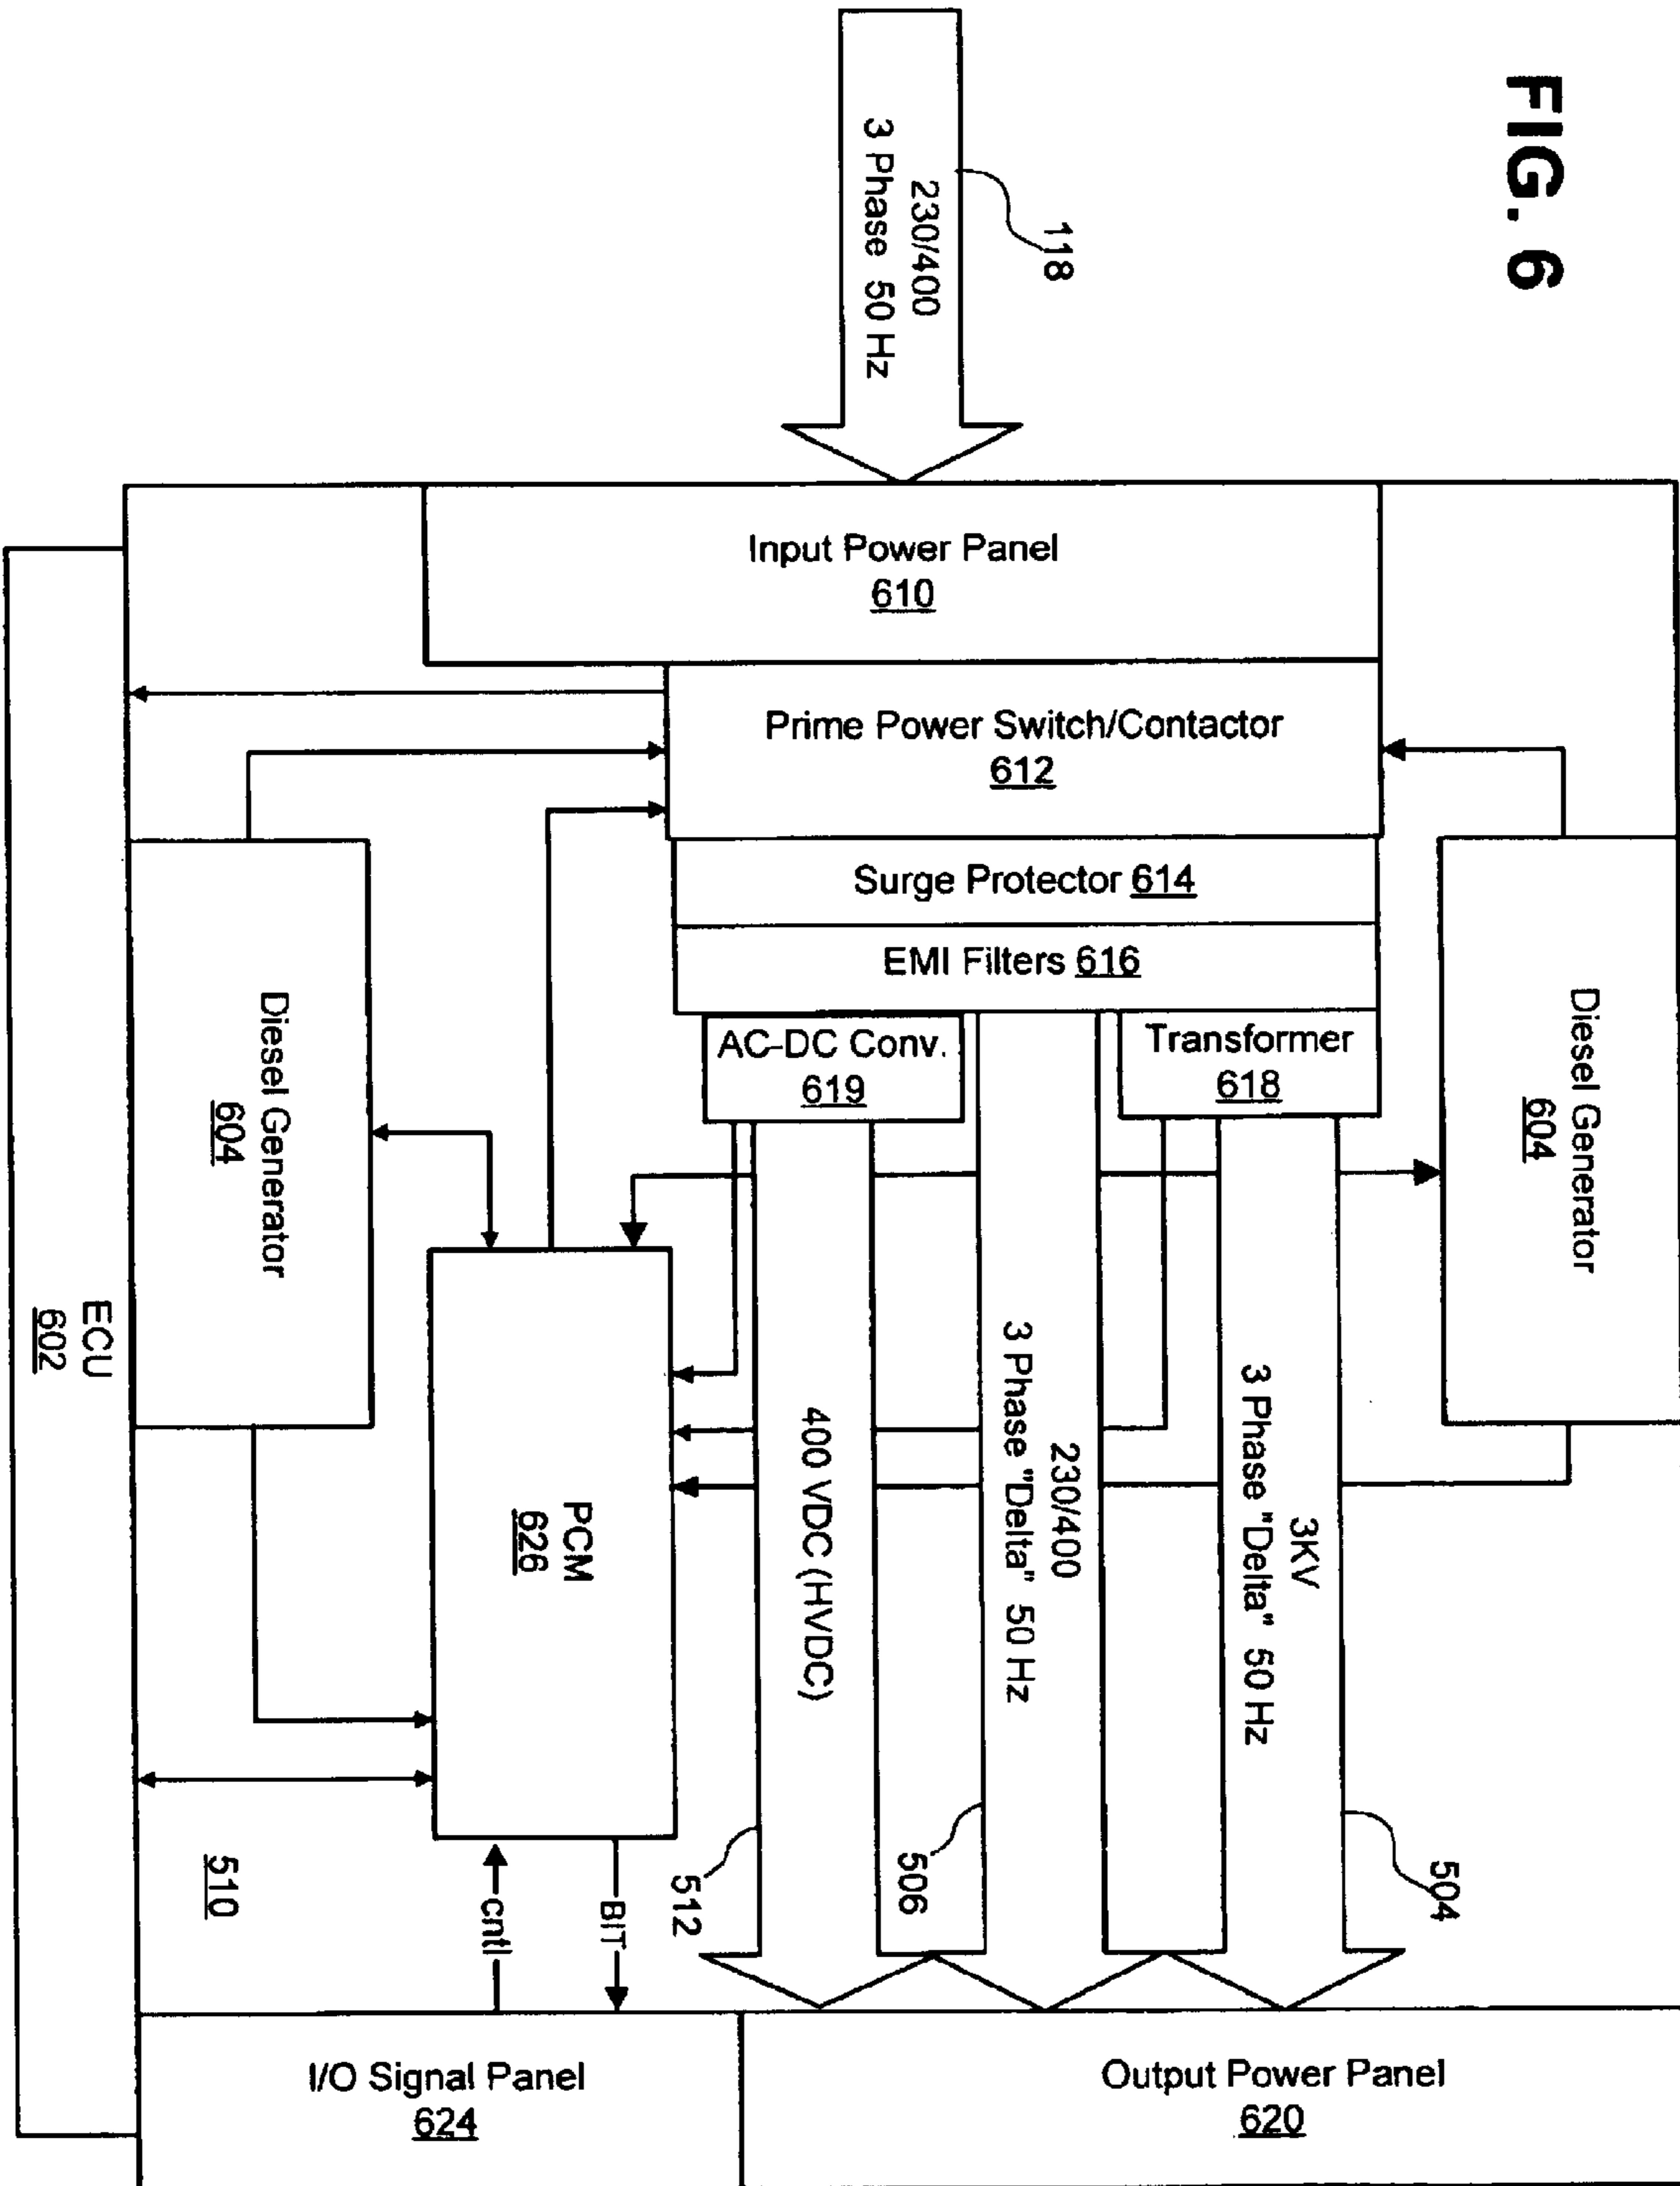 FIG. 6
118
230/400
3 Phase 50 Hz
Input Power Panel
610
Prime Power Switch/Contactor
612
Surge Protector 614
EMI Filters 616
AC-DC Conv.
619
Transformer
618
Diesel Generator
604
Diesel Generator
604
3KV
3 Phase "Delta" 50 Hz
504
230/400
3 Phase "Delta" 50 Hz
506
400 VDC (HVDC)
512
PCM
626
BIT
cntl
510
ECU
602
Output Power Panel
620
I/O Signal Panel
624